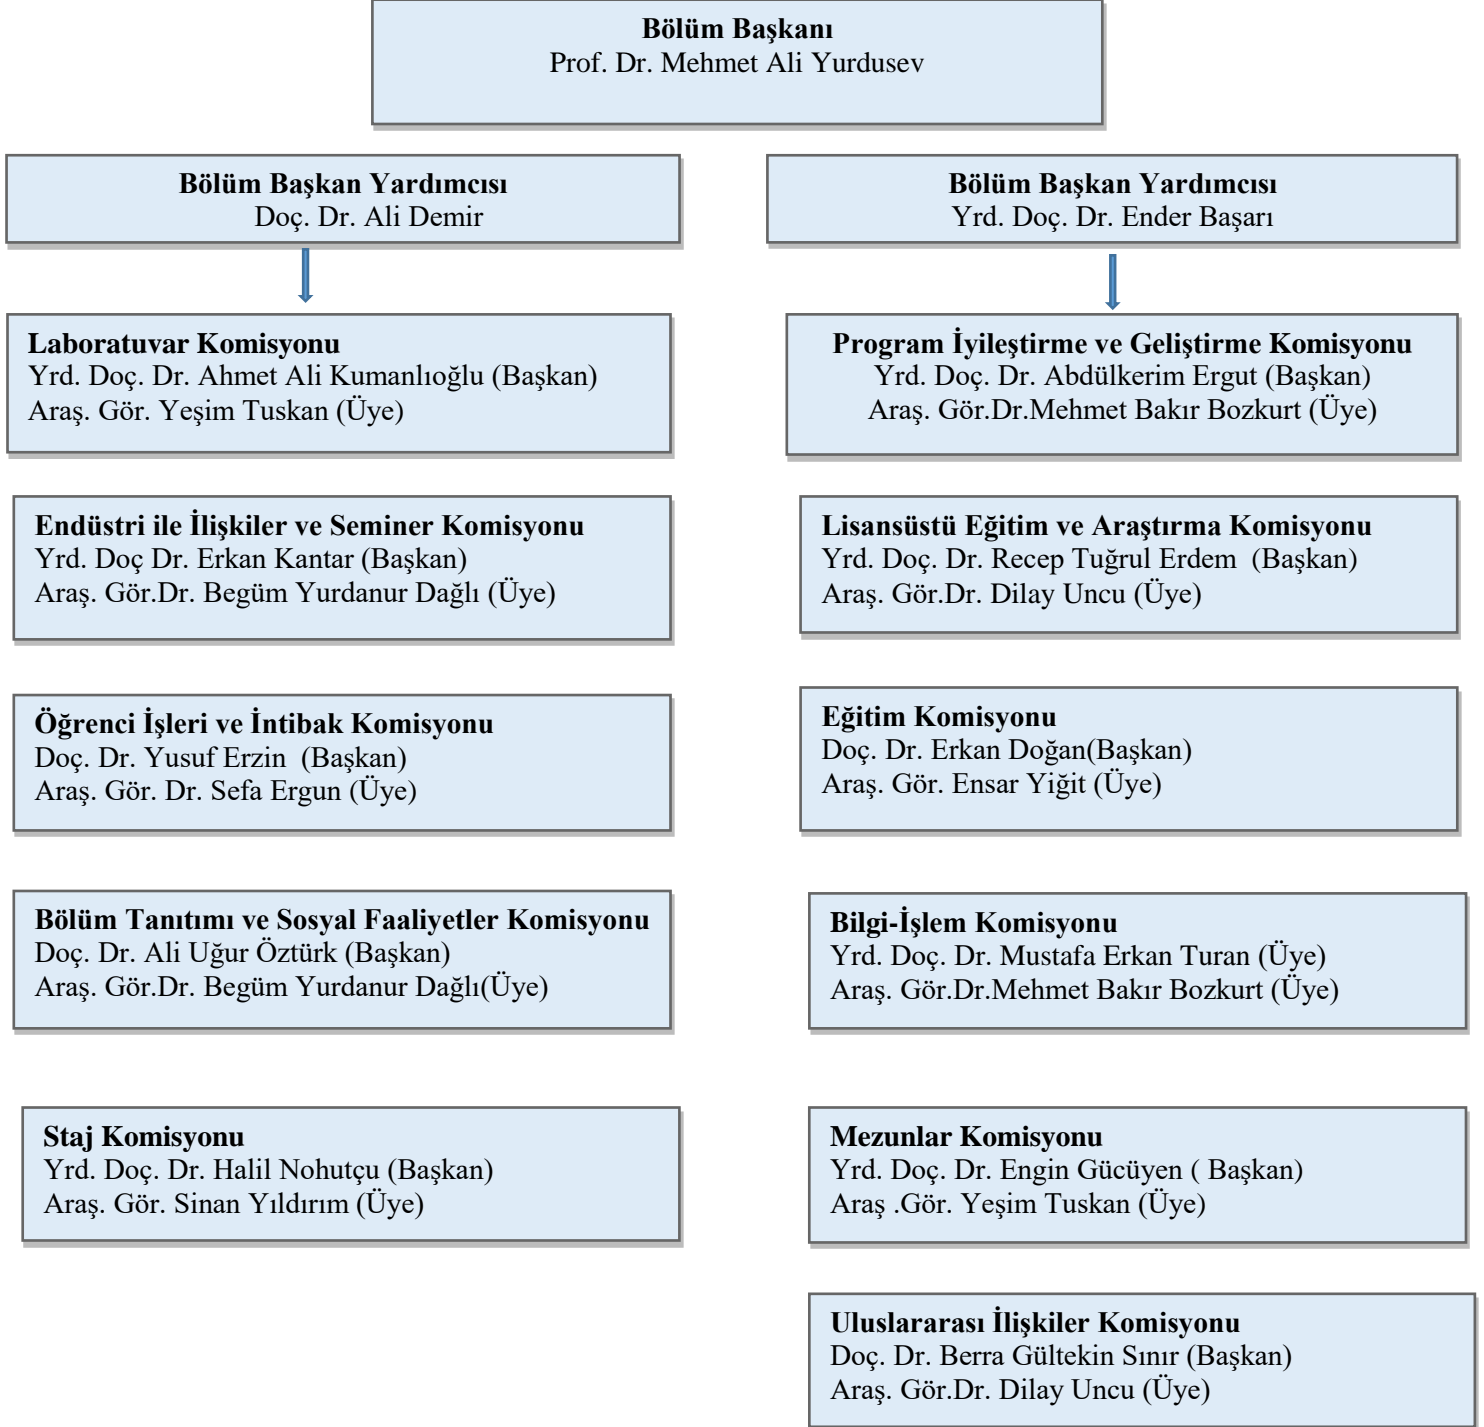 Bölüm Başkanı
Prof. Dr. Mehmet Ali Yurdusev
Bölüm Başkan Yardımcısı
Doç. Dr. Ali Demir
Bölüm Başkan Yardımcısı
Yrd. Doç. Dr. Ender Başarı
Laboratuvar Komisyonu
Yrd. Doç. Dr. Ahmet Ali Kumanlıoğlu (Başkan)
Araş. Gör. Yeşim Tuskan (Üye)
Program İyileştirme ve Geliştirme Komisyonu
Yrd. Doç. Dr. Abdülkerim Ergut (Başkan)
Araş. Gör.Dr.Mehmet Bakır Bozkurt (Üye)
Endüstri ile İlişkiler ve Seminer Komisyonu
Yrd. Doç Dr. Erkan Kantar (Başkan)
Araş. Gör.Dr. Begüm Yurdanur Dağlı (Üye)
Lisansüstü Eğitim ve Araştırma Komisyonu
Yrd. Doç. Dr. Recep Tuğrul Erdem  (Başkan)
Araş. Gör.Dr. Dilay Uncu (Üye)
Öğrenci İşleri ve İntibak Komisyonu
Doç. Dr. Yusuf Erzin  (Başkan)
Araş. Gör. Dr. Sefa Ergun (Üye)
Eğitim Komisyonu
Doç. Dr. Erkan Doğan(Başkan)
Araş. Gör. Ensar Yiğit (Üye)
Bölüm Tanıtımı ve Sosyal Faaliyetler Komisyonu
Doç. Dr. Ali Uğur Öztürk (Başkan)
Araş. Gör.Dr. Begüm Yurdanur Dağlı(Üye)
Bilgi-İşlem Komisyonu
Yrd. Doç. Dr. Mustafa Erkan Turan (Üye)
Araş. Gör.Dr.Mehmet Bakır Bozkurt (Üye)
Staj Komisyonu
Yrd. Doç. Dr. Halil Nohutçu (Başkan)
Araş. Gör. Sinan Yıldırım (Üye)
Mezunlar Komisyonu
Yrd. Doç. Dr. Engin Gücüyen ( Başkan)
Araş .Gör. Yeşim Tuskan (Üye)
Uluslararası İlişkiler Komisyonu
Doç. Dr. Berra Gültekin Sınır (Başkan)
Araş. Gör.Dr. Dilay Uncu (Üye)